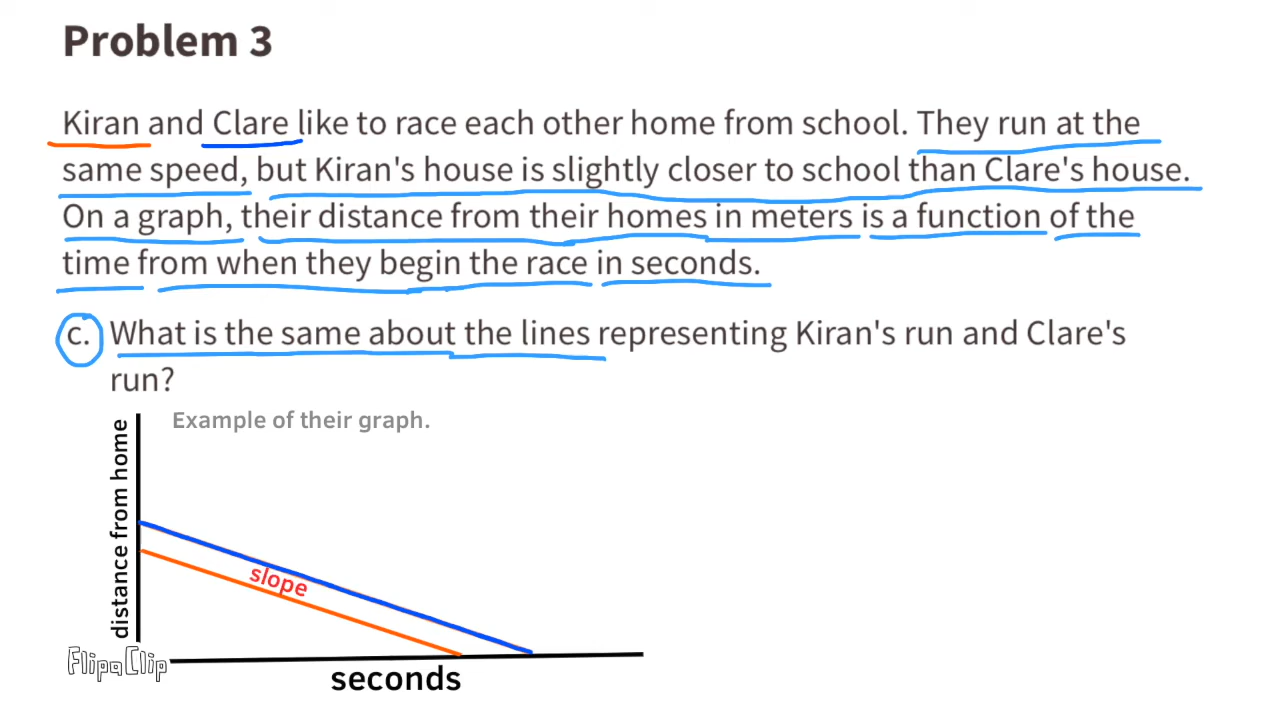 Problem 3
Kiran and Clare like to race each other home from school. They run at the
same speed, but Kiran's house is slightly closer to school than Clare's house.
On a graph, their distance from their homes in meters is a function of the
time from when they begin the race in seconds.
c. What is the same about the lines representing Kiran's run and Clare's
run?
Example of their graph.
distance from home
slope
FlipaClip
seconds